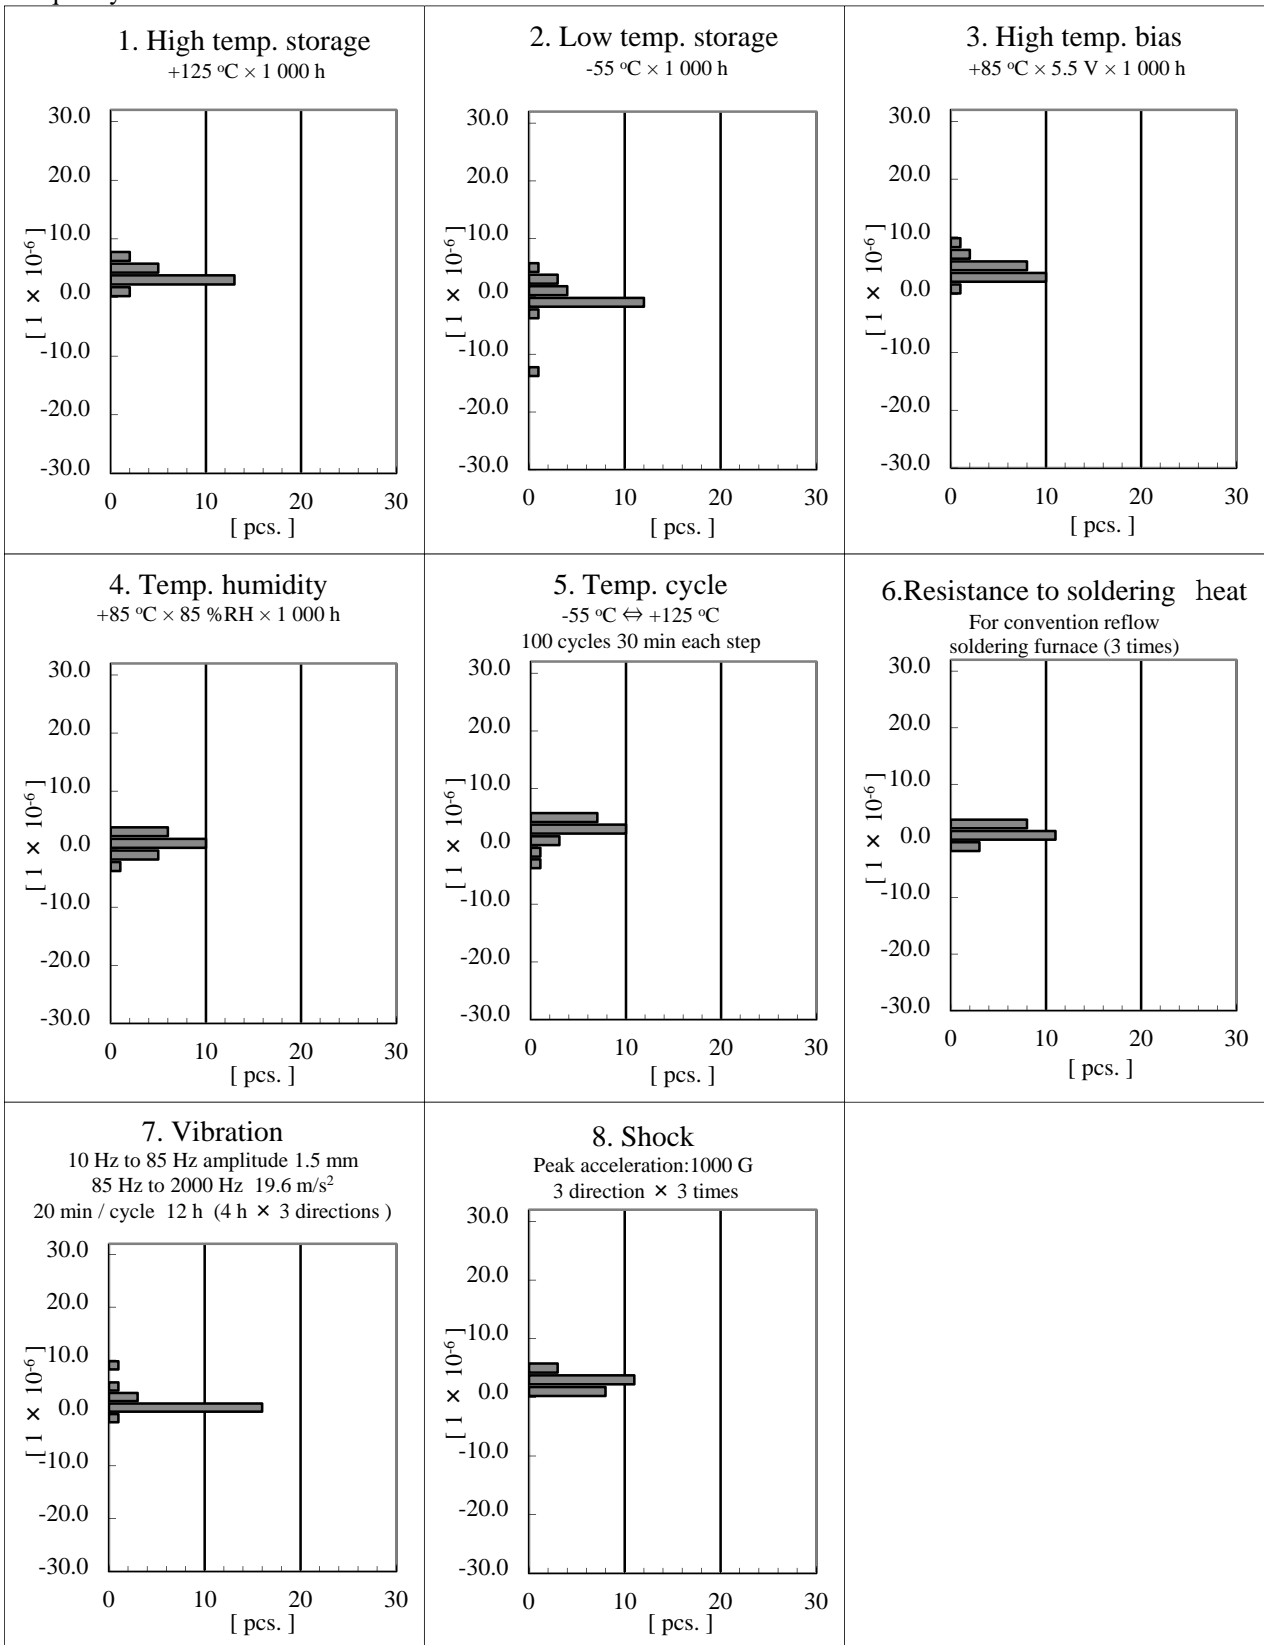 1. High temp. storage
+125 ºC × 1 000 h
30.0
20.0
10.0
0.0
-10.0
-20.0
-30.0
[ 1 × 10-6 ]
0 10 20 30
[ pcs. ]
2. Low temp. storage
-55 ºC × 1 000 h
30.0
20.0
10.0
0.0
-10.0
-20.0
-30.0
[ 1 × 10-6 ]
0 10 20 30
[ pcs. ]
3. High temp. bias
+85 ºC × 5.5 V × 1 000 h
30.0
20.0
10.0
0.0
-10.0
-20.0
-30.0
[ 1 × 10-6 ]
0 10 20 30
[ pcs. ]
4. Temp. humidity
+85 ºC × 85 %RH × 1 000 h
30.0
20.0
10.0
0.0
-10.0
-20.0
-30.0
[ 1 × 10-6 ]
0 10 20 30
[ pcs. ]
5. Temp. cycle
-55 ºC ⇔ +125 ºC
100 cycles 30 min each step
30.0
20.0
10.0
0.0
-10.0
-20.0
-30.0
[ 1 × 10-6 ]
0 10 20 30
[ pcs. ]
6.Resistance to soldering heat
For convention reflow
soldering furnace (3 times)
30.0
20.0
10.0
0.0
-10.0
-20.0
-30.0
[ 1 × 10-6 ]
0 10 20 30
[ pcs. ]
7. Vibration
10 Hz to 85 Hz amplitude 1.5 mm
85 Hz to 2000 Hz 19.6 m/s²
20 min / cycle 12 h (4 h × 3 directions )
30.0
20.0
10.0
0.0
-10.0
-20.0
-30.0
[ 1 × 10-6 ]
0 10 20 30
[ pcs. ]
8. Shock
Peak acceleration:1000 G
3 direction × 3 times
30.0
20.0
10.0
0.0
-10.0
-20.0
-30.0
[ 1 × 10-6 ]
0 10 20 30
[ pcs. ]